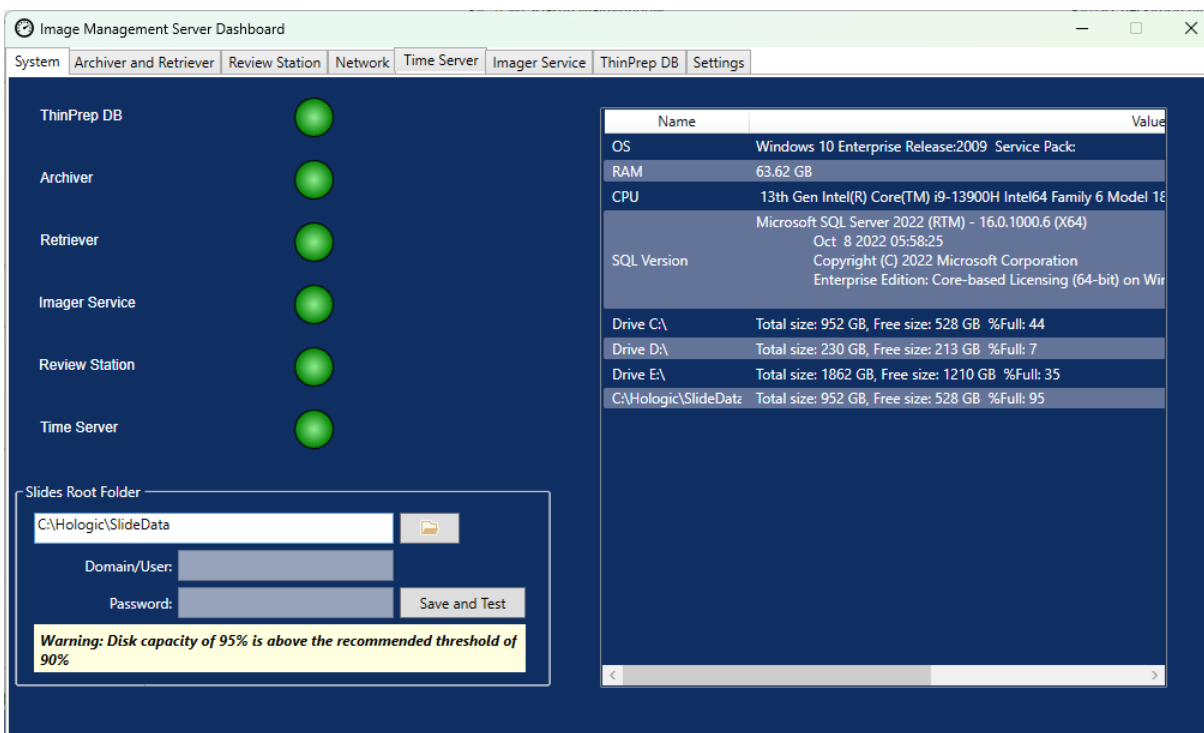 Image Management Server Dashboard
System Archiver and Retriever Review Station Network Time Server Imager Service ThinPrep DB Settings
ThinPrep DB
Archiver
Retriever
Imager Service
Review Station
Time Server
Slides Root Folder
C:\Hologic\SlideData
Domain/User:
Password:
Save and Test
Warning: Disk capacity of 95% is above the recommended threshold of
90%
Name Value
OS Windows 10 Enterprise Release:2009 Service Pack:
RAM 63.62 GB
CPU 13th Gen Intel(R) Core(TM) i9-13900H Intel64 Family 6 Model 18
Microsoft SQL Server 2022 (RTM) - 16.0.1000.6 (X64)
Oct 8 2022 05:58:25
SQL Version Copyright (C) 2022 Microsoft Corporation
Enterprise Edition: Core-based Licensing (64-bit) on Win
Drive C:\ Total size: 952 GB, Free size: 528 GB %Full: 44
Drive D:\ Total size: 230 GB, Free size: 213 GB %Full: 7
Drive E:\ Total size: 1862 GB, Free size: 1210 GB %Full: 35
C:\Hologic\SlideData Total size: 952 GB, Free size: 528 GB %Full: 95